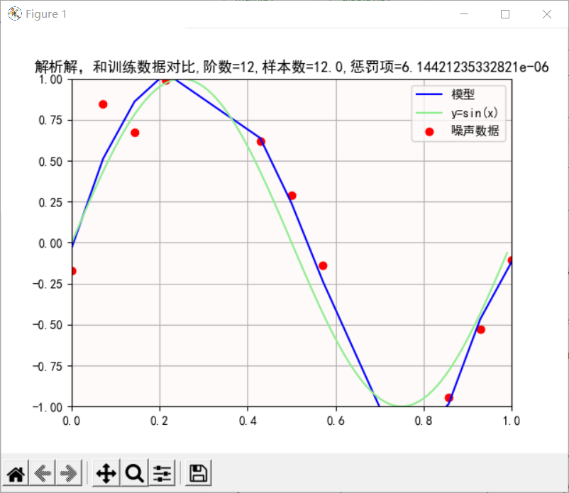 Figure 1
解析解，和训练数据对比,阶数=12,样本数=12.0,惩罚项=6.14421235332821e-06
1.00
0.75
0.50
0.25
0.00
−0.25
−0.50
−0.75
−1.00
0.0 0.2 0.4 0.6 0.8 1.0
模型
y=sin(x)
噪声数据